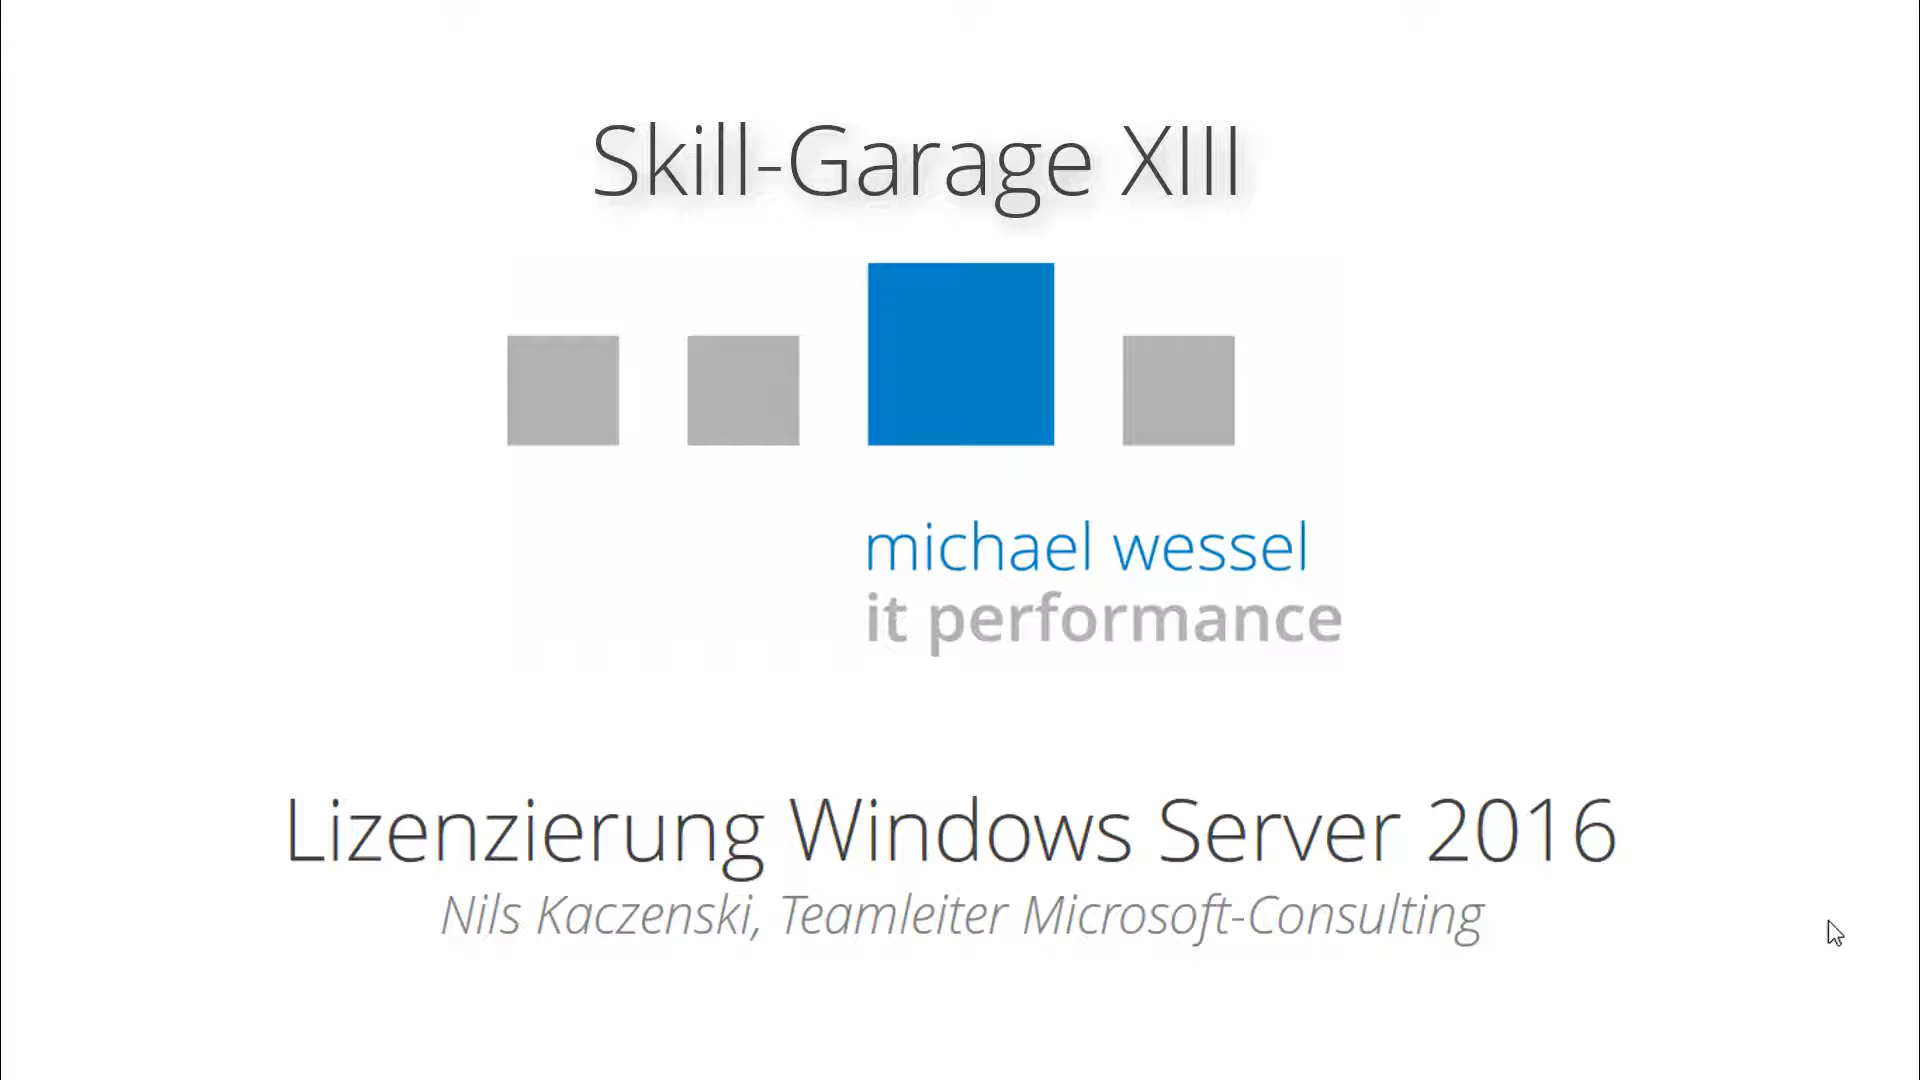 Skill-Garage XIII
michael wessel
it performance
Lizenzierung Windows Server 2016
Nils Kaczenski, Teamleiter Microsoft-Consulting